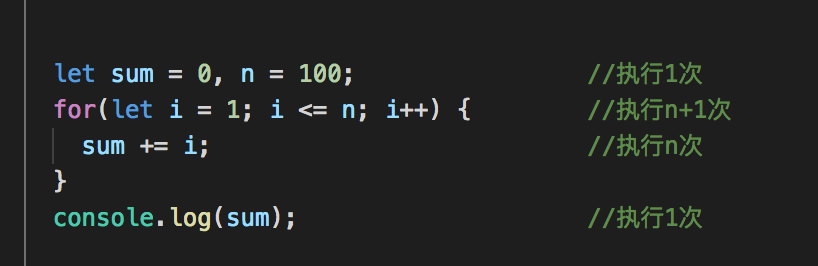 let sum = 0, n = 100; //执行1次
for(let i = 1; i <= n; i++) { //执行n+1次
sum += i; //执行n次
}
console.log(sum); //执行1次